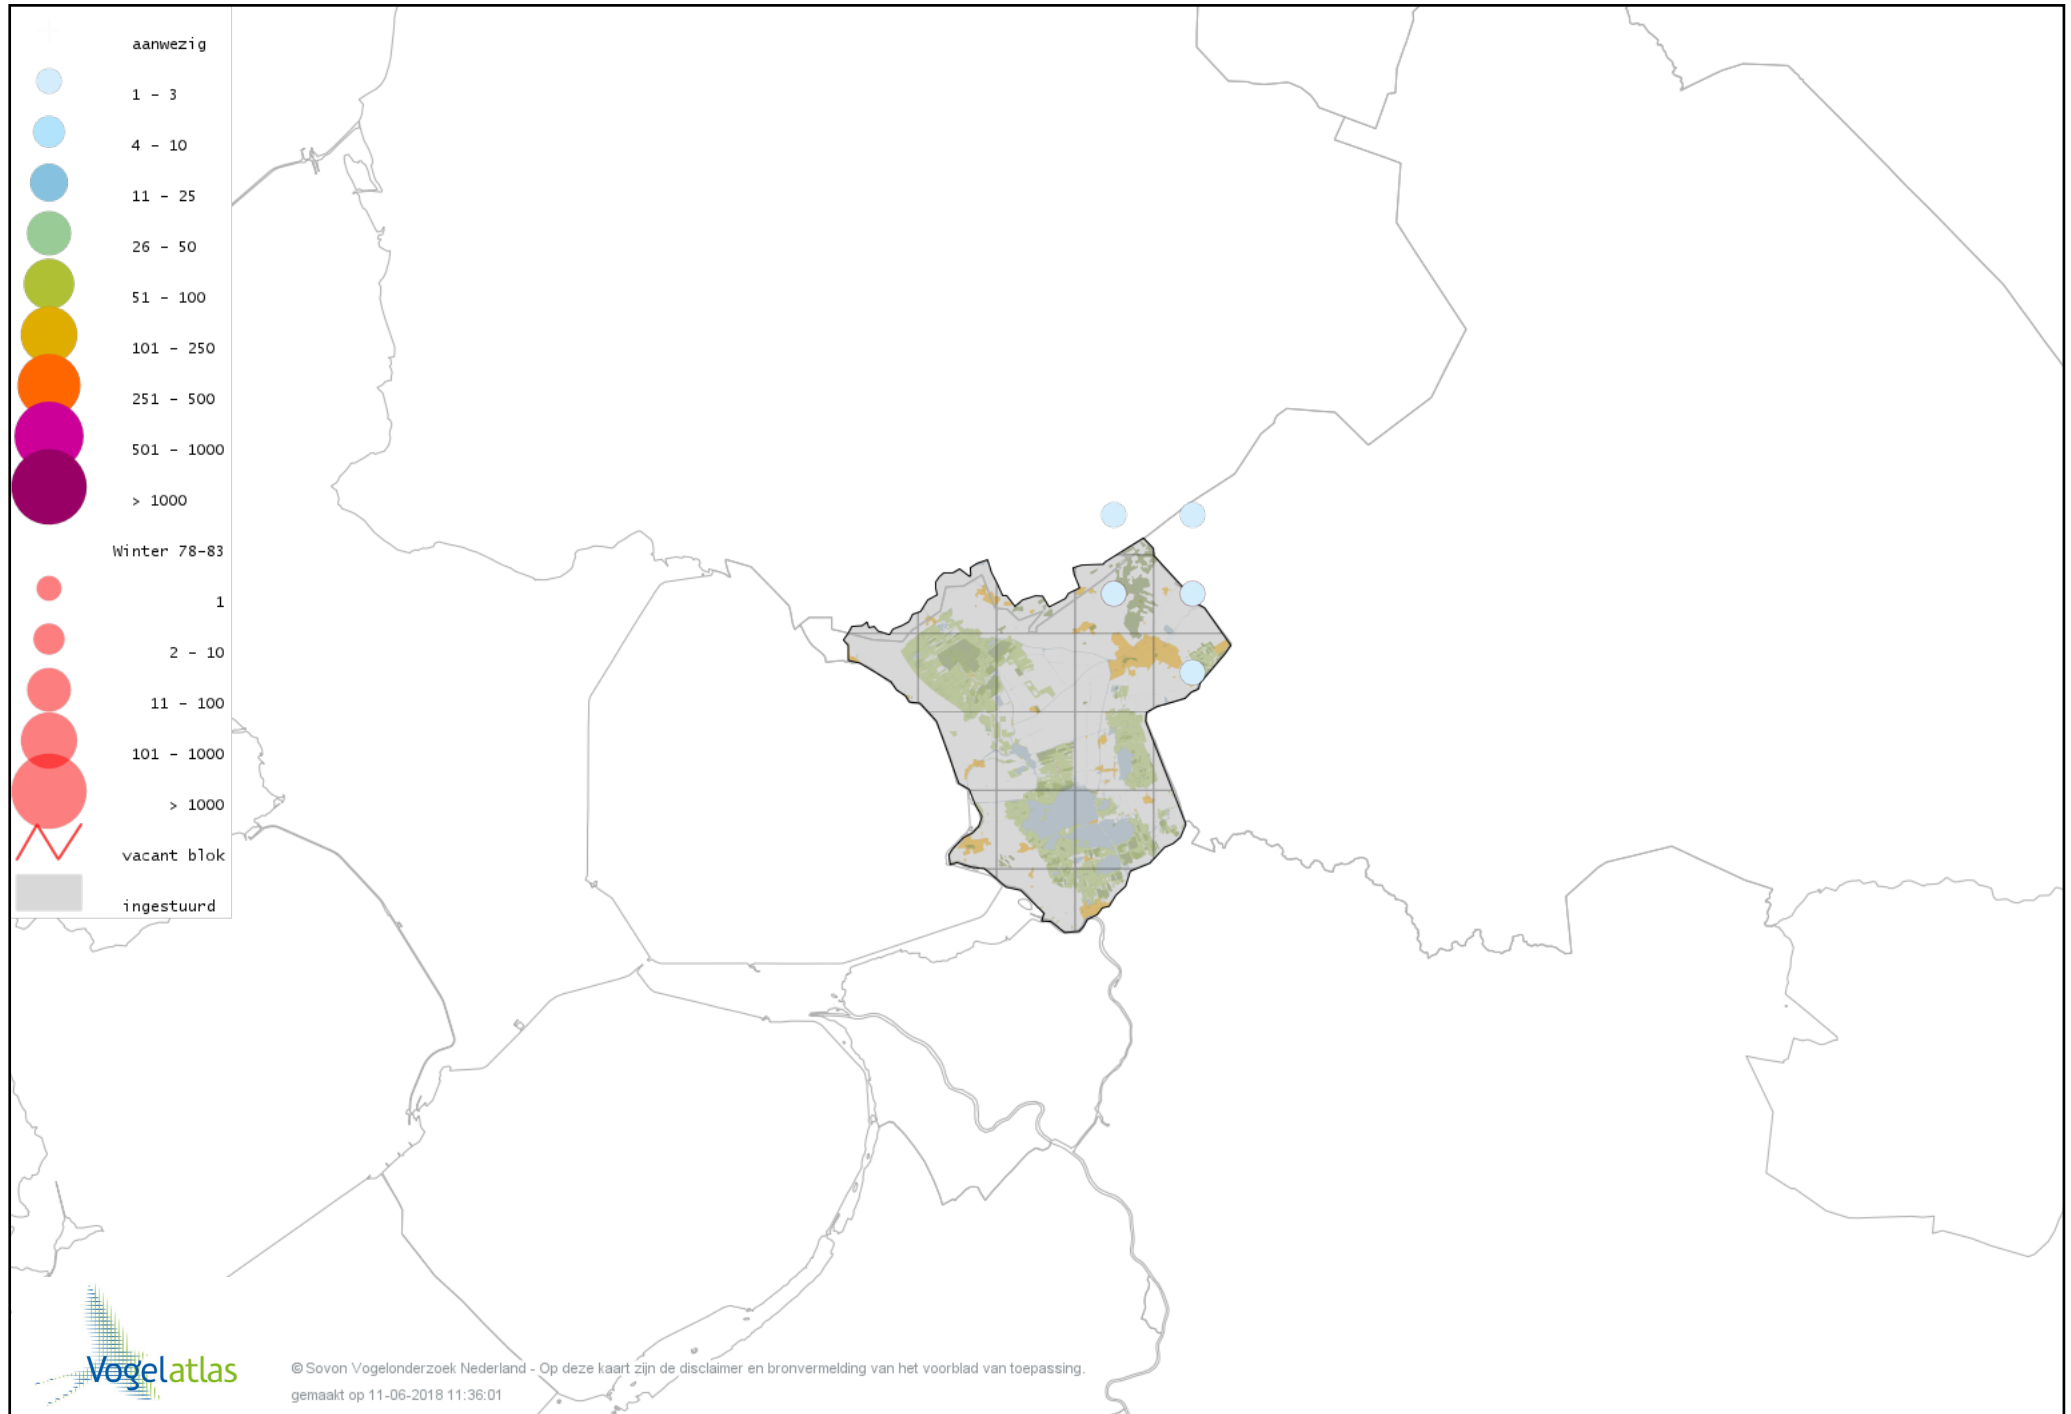 aanwezig
1 - 3
4 - 10
11 - 25
26 - 50
51 - 100
101 - 250
251 - 500
501 - 1000
> 1000
Winter 78-83
1
2 - 10
11 - 100
101 - 1000
> 1000
vacant blok
ingestuurd
Vogelatlas
© Sovon Vogelonderzoek Nederland - Op deze kaart zijn de disclaimer en bronvermelding van het voorblad van toepassing.
gemaakt op 11-06-2018 11:36:01